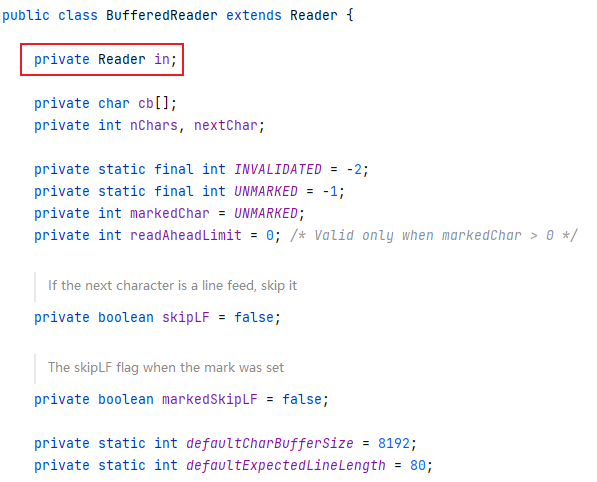 public class BufferedReader extends Reader {
private Reader in;
private char cb[];
private int nChars, nextChar;
private static final int INVALIDATED = -2;
private static final int UNMARKED = -1;
private int markedChar = UNMARKED;
private int readAheadLimit = 0; /* Valid only when markedChar > 0 */
If the next character is a line feed, skip it
private boolean skipLF = false;
The skipLF flag when the mark was set
private boolean markedSkipLF = false;
private static int defaultCharBufferSize = 8192;
private static int defaultExpectedLineLength = 80;